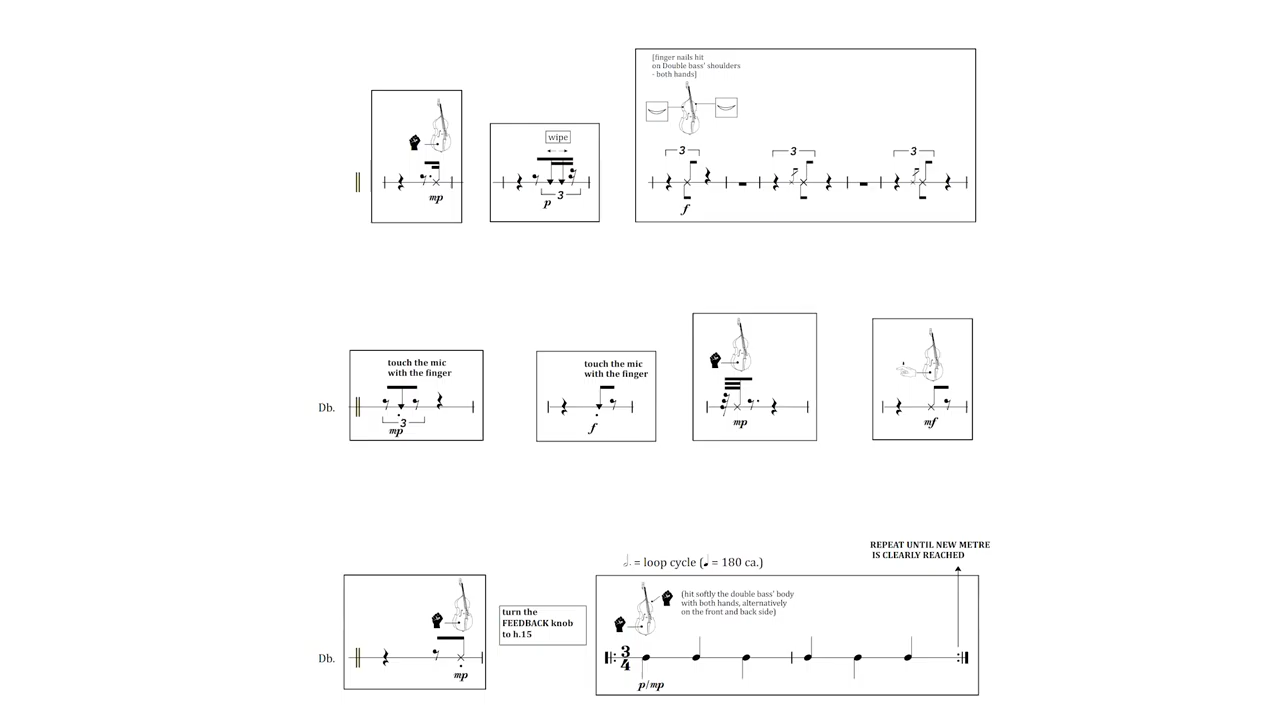 [finger nails hit
on Double bass' shoulders
- both hands]
wipe
3
3
3
3
mp
p
f
touch the mic
with the finger
touch the mic
with the finger
Db.
3
mp
f
mp
mf
REPEAT UNTIL NEW METRE
IS CLEARLY REACHED
= loop cycle (♩ = 180 ca.)
(hit softly the double bass' body
with both hands, alternatively
on the front and back side)
turn the
FEEDBACK knob
to h.15
Db.
3
4
mp
p/mp